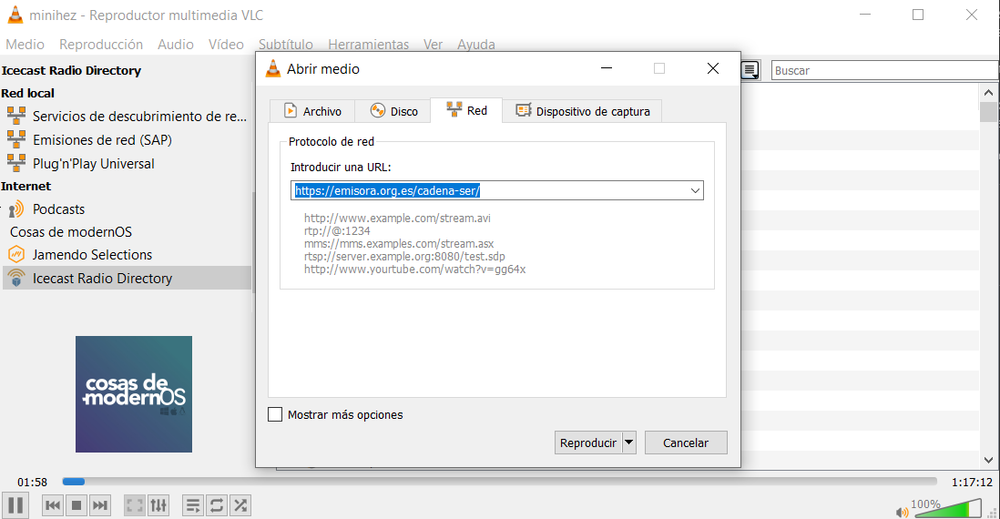 minihez - Reproductor multimedia VLC
Medio Reproducción Audio Vídeo Subtítulo Herramientas Ver Ayuda
Icecast Radio Directory
Red local
Servicios de descubrimiento de re...
Emisiones de red (SAP)
Plug'n'Play Universal
Internet
Podcasts
Cosas de modernOS
Jamendo Selections
Icecast Radio Directory
cosas de
modernOS
Buscar
Abrir medio
Archivo Disco Red Dispositivo de captura
Protocolo de red
Introducir una URL:
https://emisora.org.es/cadena-ser/
http://www.example.com/stream.avi
rtp://@:1234
mms://mms.examples.com/stream.asx
rtsp://server.example.org:8080/test.sdp
http://www.yourtube.com/watch?v=gg64x
Mostrar más opciones
Reproducir Cancelar
01:58 1:17:12
100%